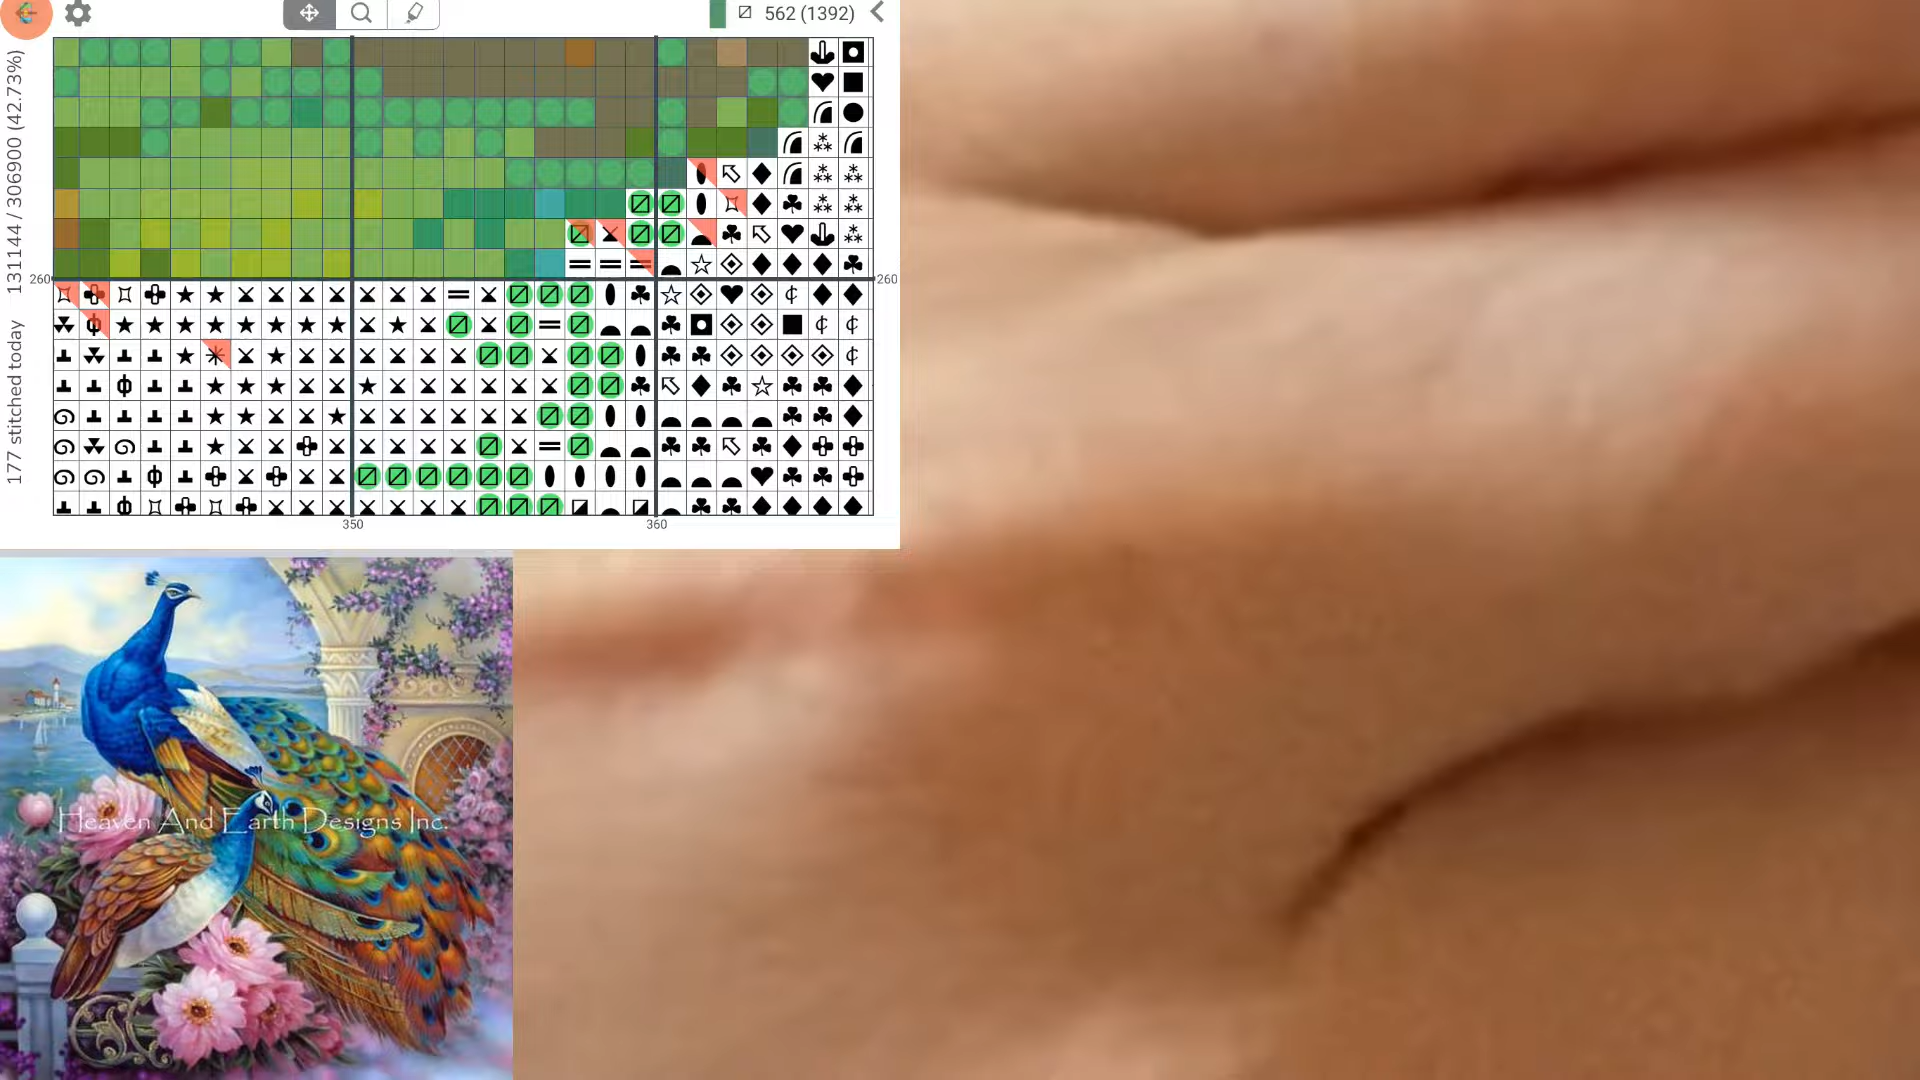 562 (1392)
177 stitched today 131144 / 306900 (42.73%)
260
260
350
360
Heaven And Earth Designs Inc.